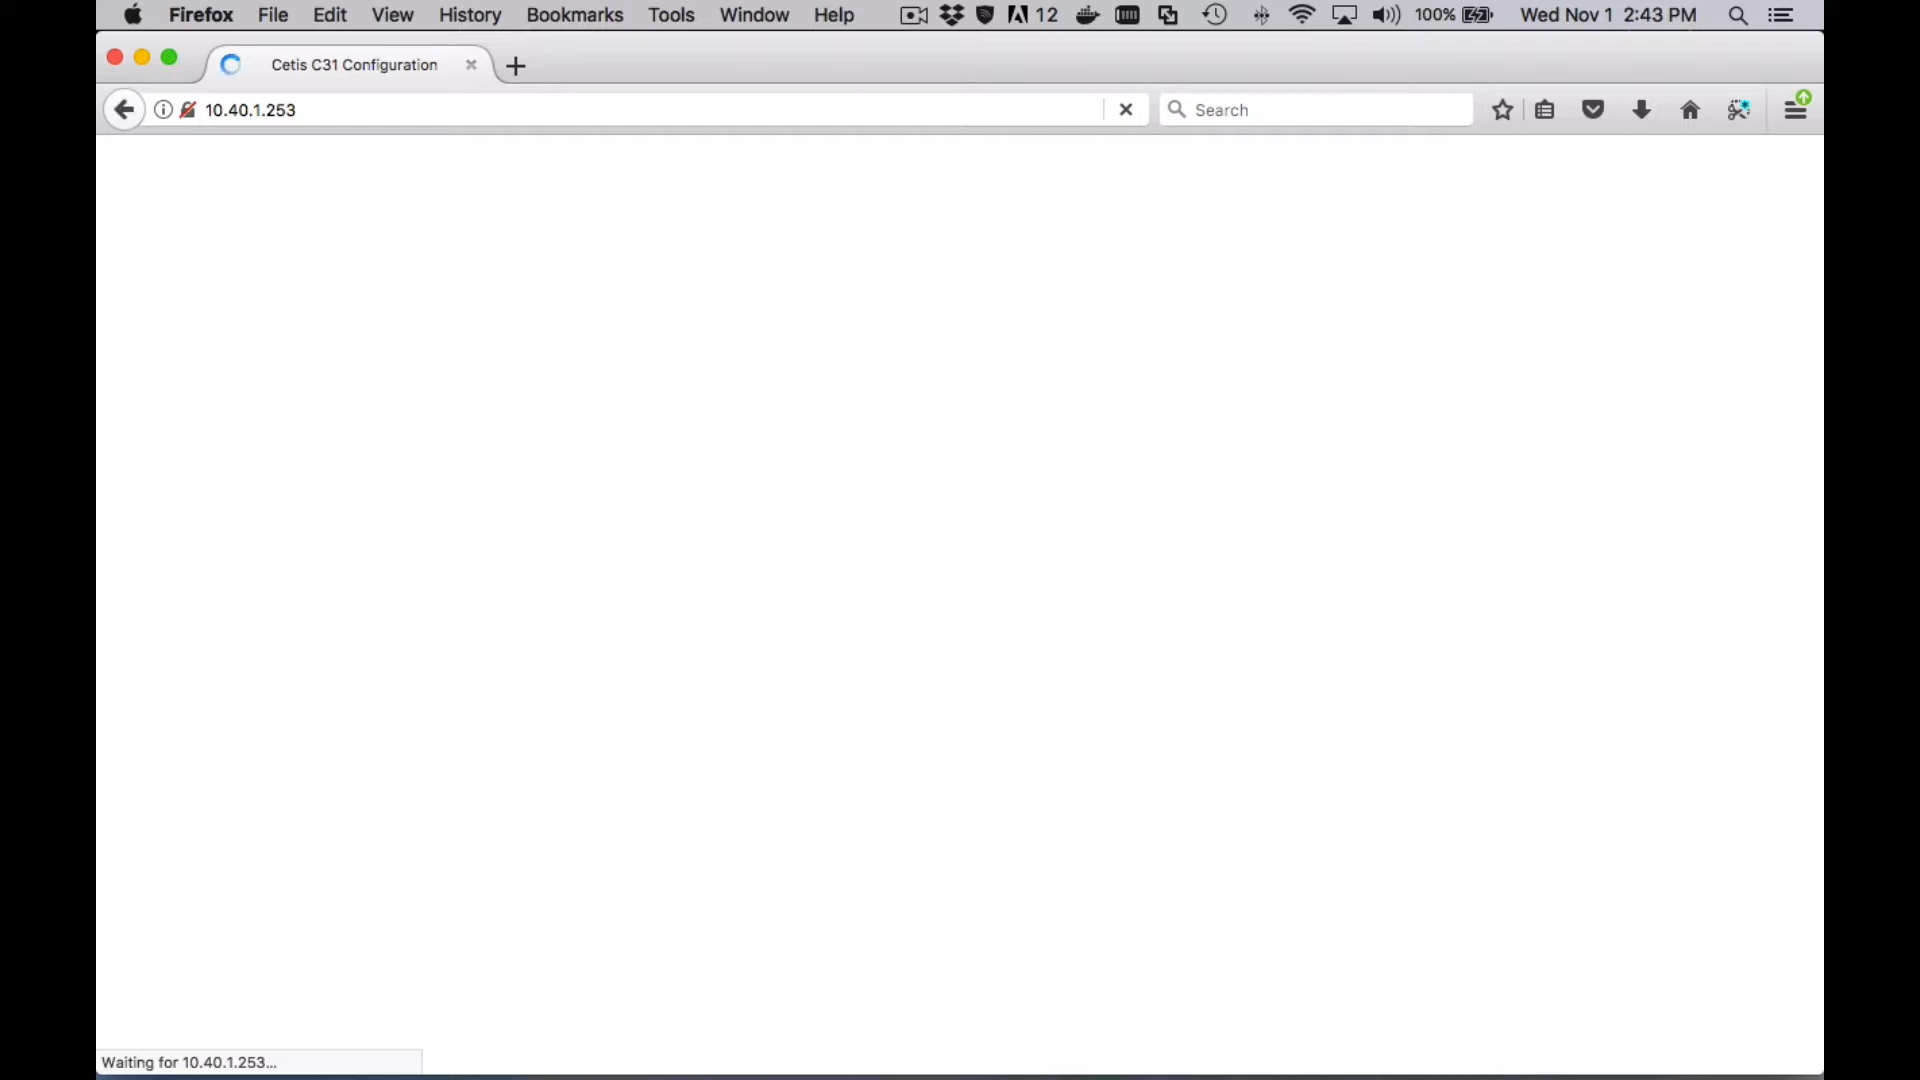 Firefox File Edit View History Bookmarks Tools Window Help 12 100% Wed Nov 1 2:43 PM
Cetis C31 Configuration
10.40.1.253 Search
Waiting for 10.40.1.253...